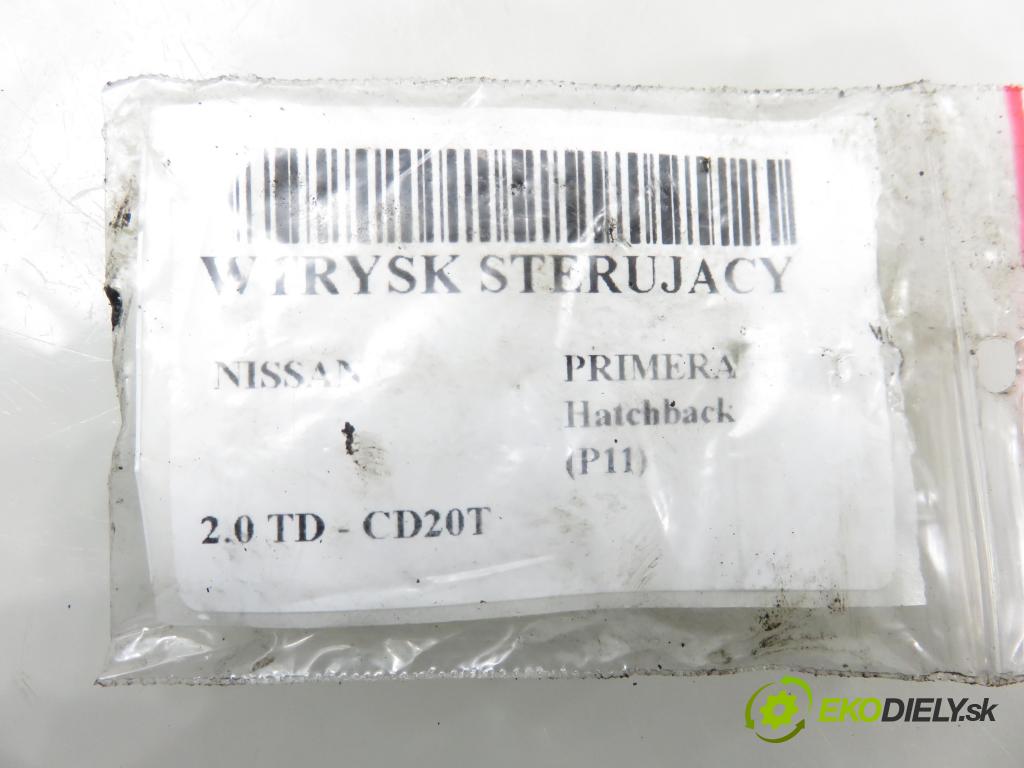 WTRYSK STERUJACY
NISSAN PRIMERA
Hatchback
(P11)
2.0 TD - CD20T
EKODIELY.sk